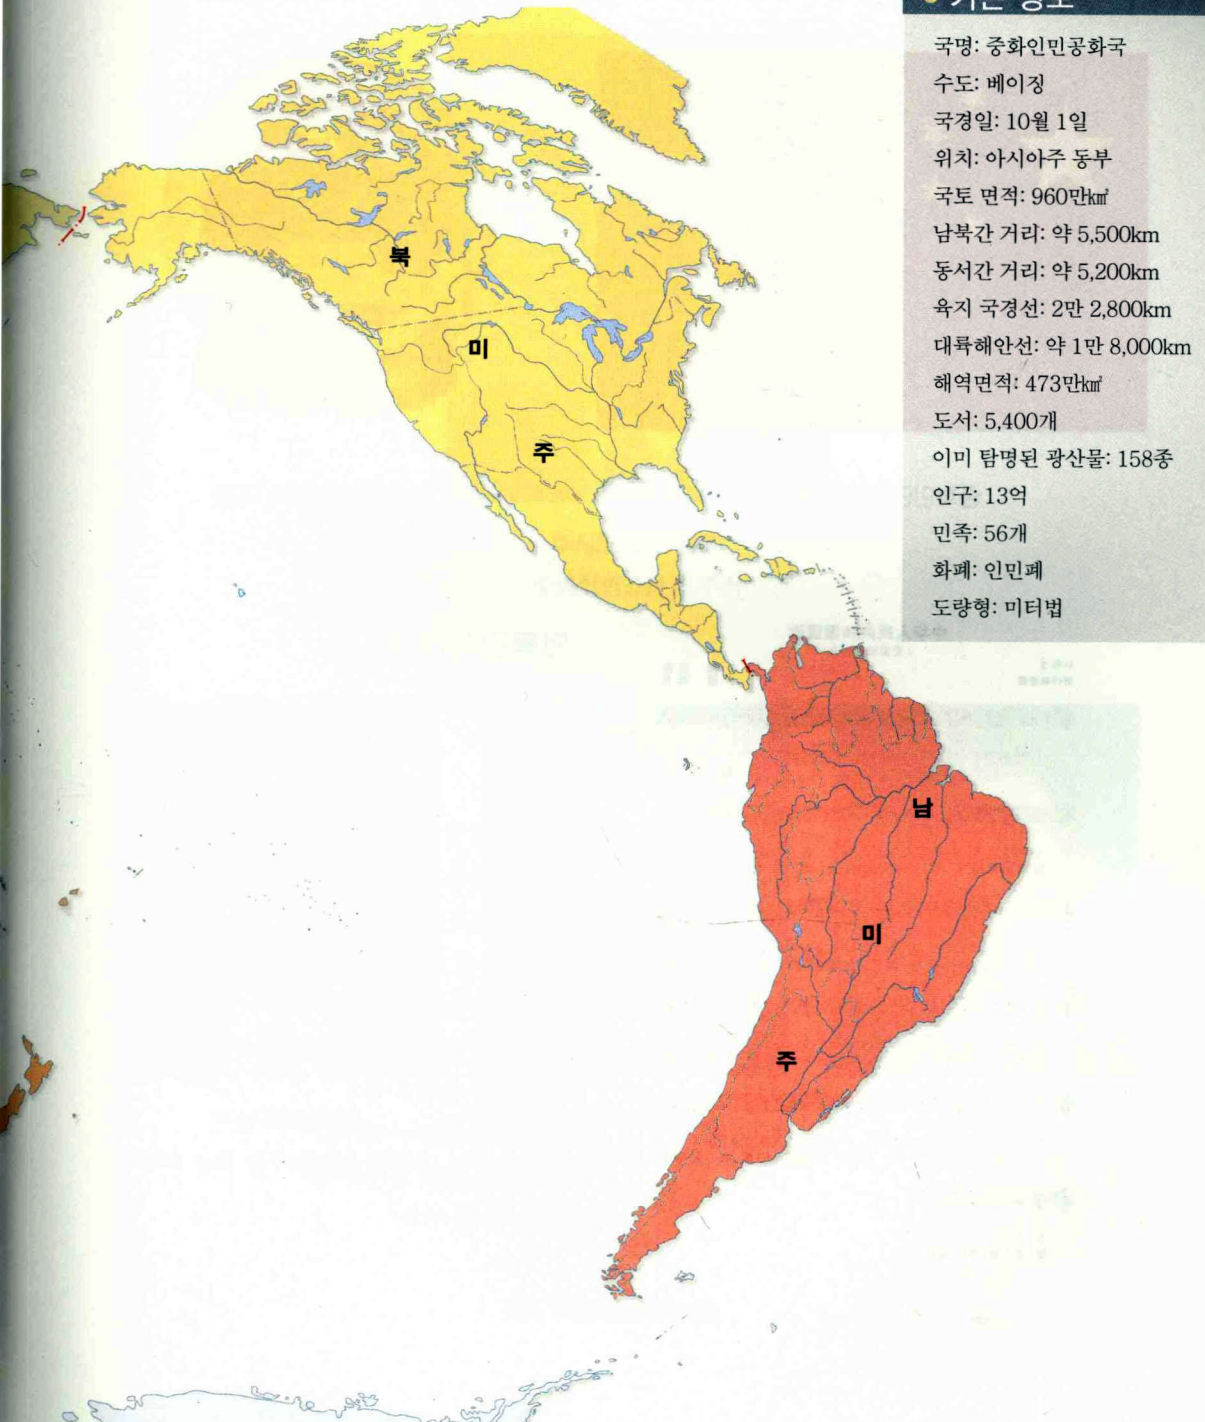 국명: 중화인민공화국
수도: 베이징
국경일: 10월 1일
위치: 아시아주 동부
국토 면적: 960만㎢
남북간 거리: 약 5,500km
동서간 거리: 약 5,200km
육지 국경선: 2만 2,800km
대륙해안선: 약 1만 8,000km
해역면적: 473만㎢
도서: 5,400개
이미 탐명된 광산물: 158종
인구: 13억
민족: 56개
화폐: 인민폐
도량형: 미터법
북
미
주
남
미
주